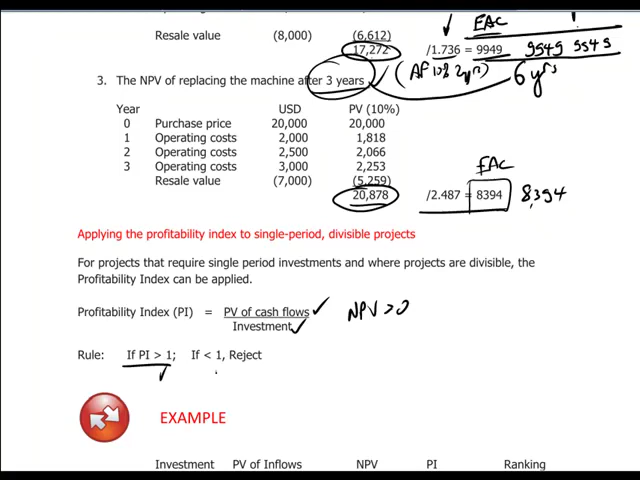 EAC
Resale value (8,000) (6,612)
17,272 /1.736 = 9949 9949 9949
(AF 10% 2yrs) 6 yrs
3. The NPV of replacing the machine after 3 years
Year USD PV (10%)
0 Purchase price 20,000 20,000
1 Operating costs 2,000 1,818
2 Operating costs 2,500 2,066
3 Operating costs 3,000 2,253
Resale value (7,000) (5,259)
EAC
20,878 /2.487 = 8394 8394
Applying the profitability index to single-period, divisible projects
For projects that require single period investments and where projects are divisible, the
Profitability Index can be applied.
Profitability Index (PI) = PV of cash flows NPV > 0
Investment
Rule: If PI > 1; If < 1, Reject
EXAMPLE
Investment PV of Inflows NPV PI Ranking